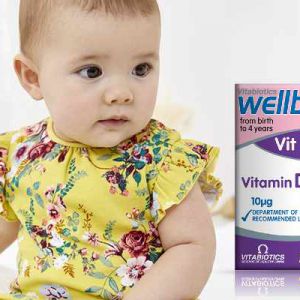 Vitabiotics
wellb
from birth
to 4 years
Vit
Vitamin D
10µg
DEPARTMENT OF
RECOMMENDED L
VITABIOTICS